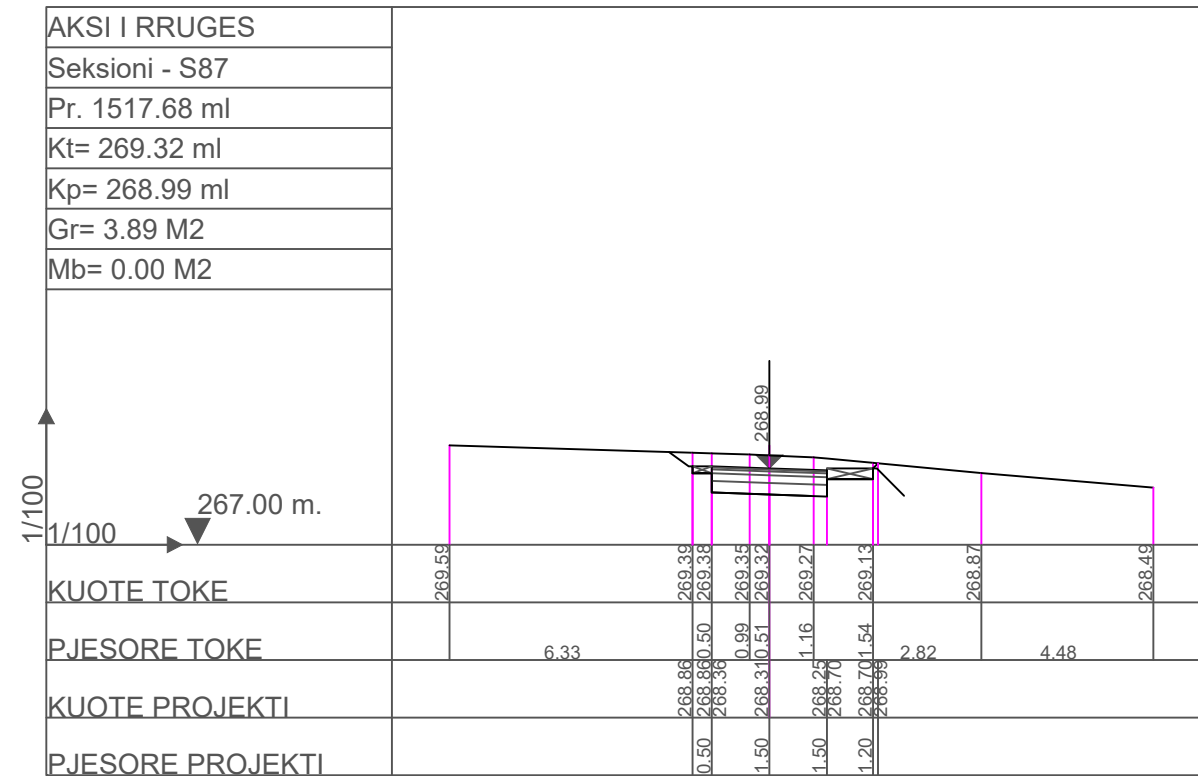 AKSI I RRUGES
Seksioni - S87
Pr. 1517.68 ml
Kt= 269.32 ml
Kp= 268.99 ml
Gr= 3.89 M2
Mb= 0.00 M2
268.99
1/100
1/100
267.00 m.
KUOTE TOKE 269.59 269.39 269.38 269.35 269.32 269.27 269.13 268.87 268.49
PJESORE TOKE 6.33 0.50 0.99 0.51 1.16 1.54 2.82 4.48
KUOTE PROJEKTI 268.86 268.86 268.36 268.31 268.25 268.70 268.70 268.99
PJESORE PROJEKTI 0.50 1.50 1.50 1.20